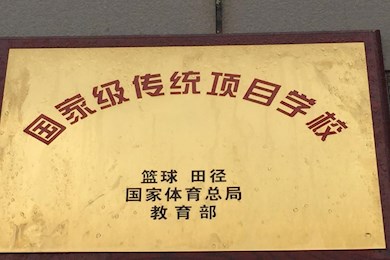 国家级传统项目学校
篮球 田径
国家体育总局
教育部